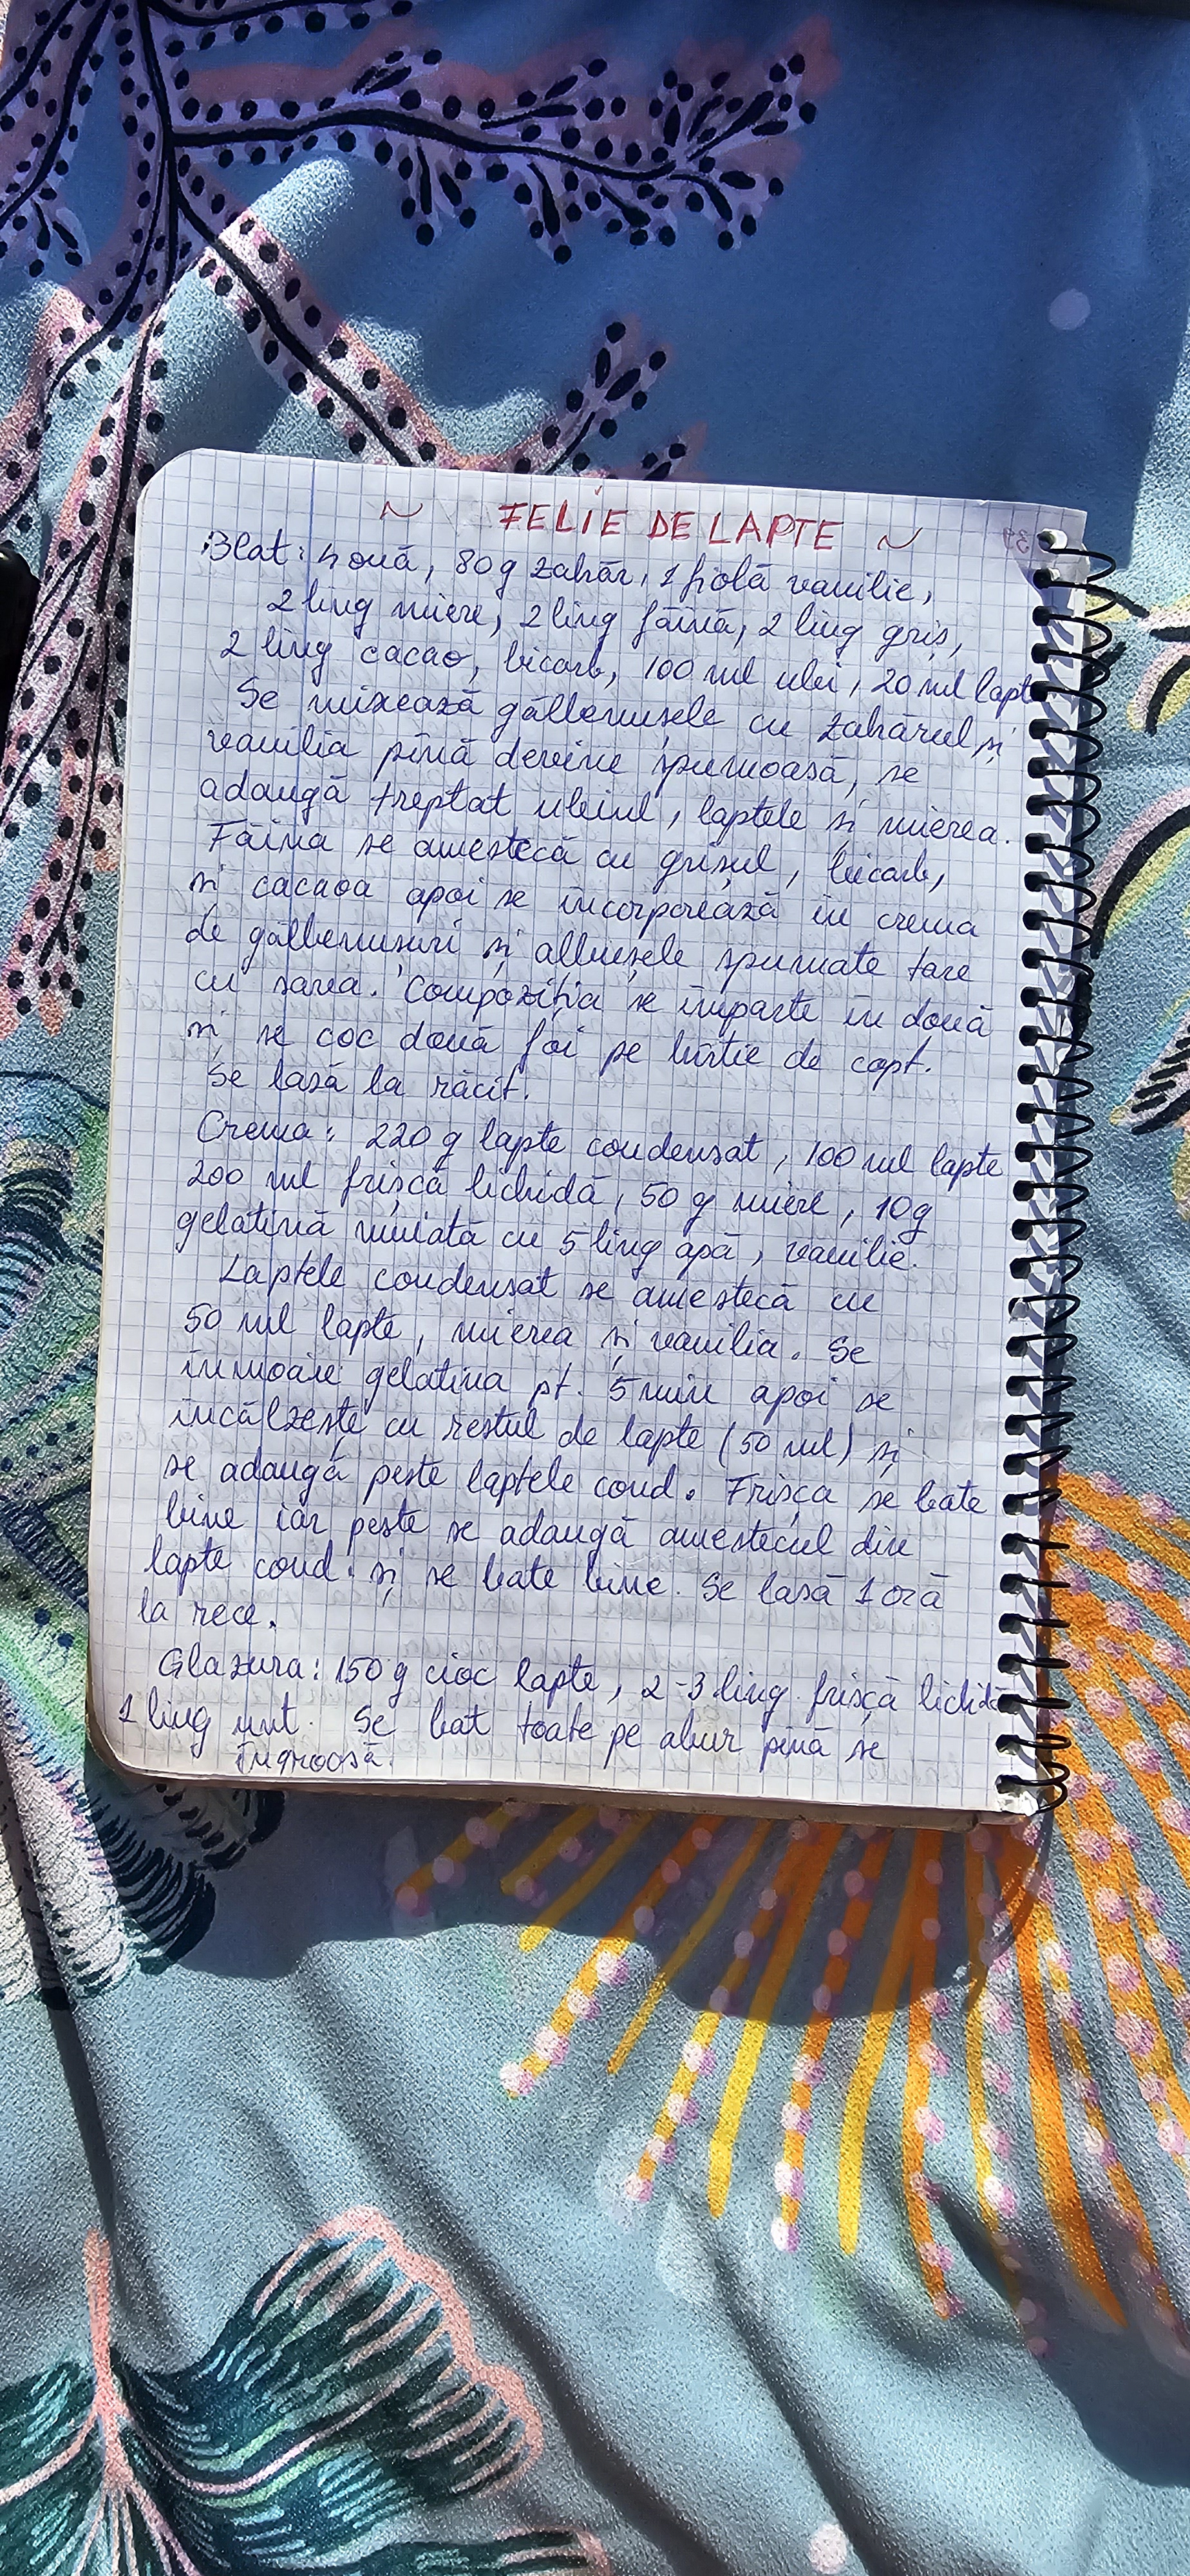 ~ FELIE DE LAPTE ~
Blat: 4 ouă, 80 g zahăr, 1 fiolă vanilie,
2 ling miere, 2 ling făină, 2 ling griș,
2 ling cacao, bicarb, 100 ml ulei, 20 ml lapte
Se mixează gălbenușele cu zahărul și
vanilia pînă devine spumoasă, se
adaugă treptat uleiul, laptele și mierea.
Făina se amestecă cu grișul, bicarb,
și cacaoa apoi se încorporează în crema
de gălbenușuri și albușele spumate tare
cu sarea. Compoziția se împarte în două
și se coc două foi pe hîrtie de copt.
Se lasă la răcit.
Crema: 220 g lapte condensat, 100 ml lapte
200 ml frișcă lichidă, 50 g miere, 10 g
gelatină muiată cu 5 ling apă, vanilie.
Laptele condensat se amestecă cu
50 ml lapte, mierea și vanilia. Se
înmoaie gelatina pt. 5 min apoi se
încălzește cu restul de lapte (50 ml) și
se adaugă peste laptele cond. Frișca se bate
bine iar peste se adaugă amestecul din
lapte cond. și se bate bine. Se lasă 1 oră
la rece.
Glazura: 150 g cioc lapte, 2-3 ling. frișcă lichidă
1 ling unt. Se bat toate pe abur pînă se
îngroașă.